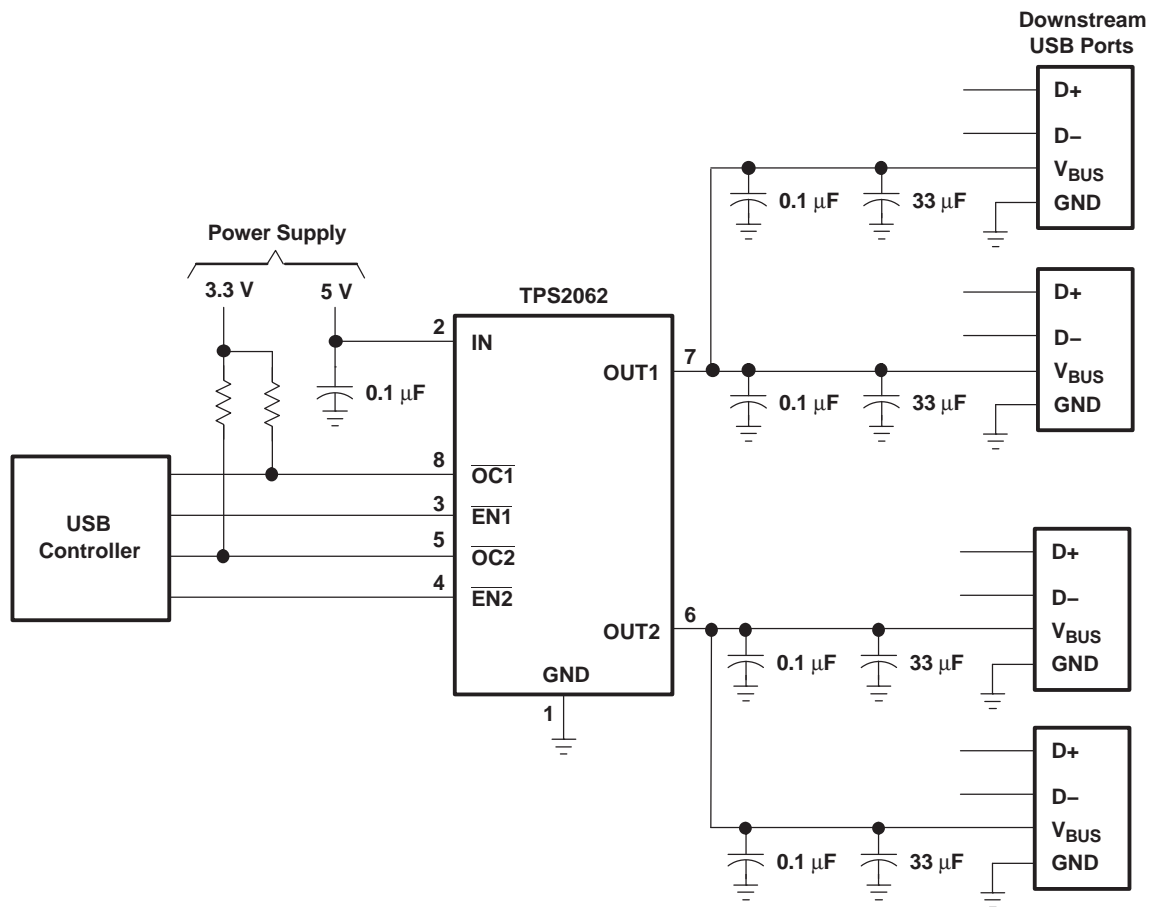 Downstream
USB Ports
D+
D−
VBUS
GND
0.1 μF
33 μF
Power Supply
3.3 V
5 V
0.1 μF
TPS2062
2
IN
OUT1
7
D+
D−
VBUS
GND
0.1 μF
33 μF
USB
Controller
8
OC1
3
EN1
5
OC2
4
EN2
OUT2
6
GND
1
D+
D−
VBUS
GND
0.1 μF
33 μF
D+
D−
VBUS
GND
0.1 μF
33 μF